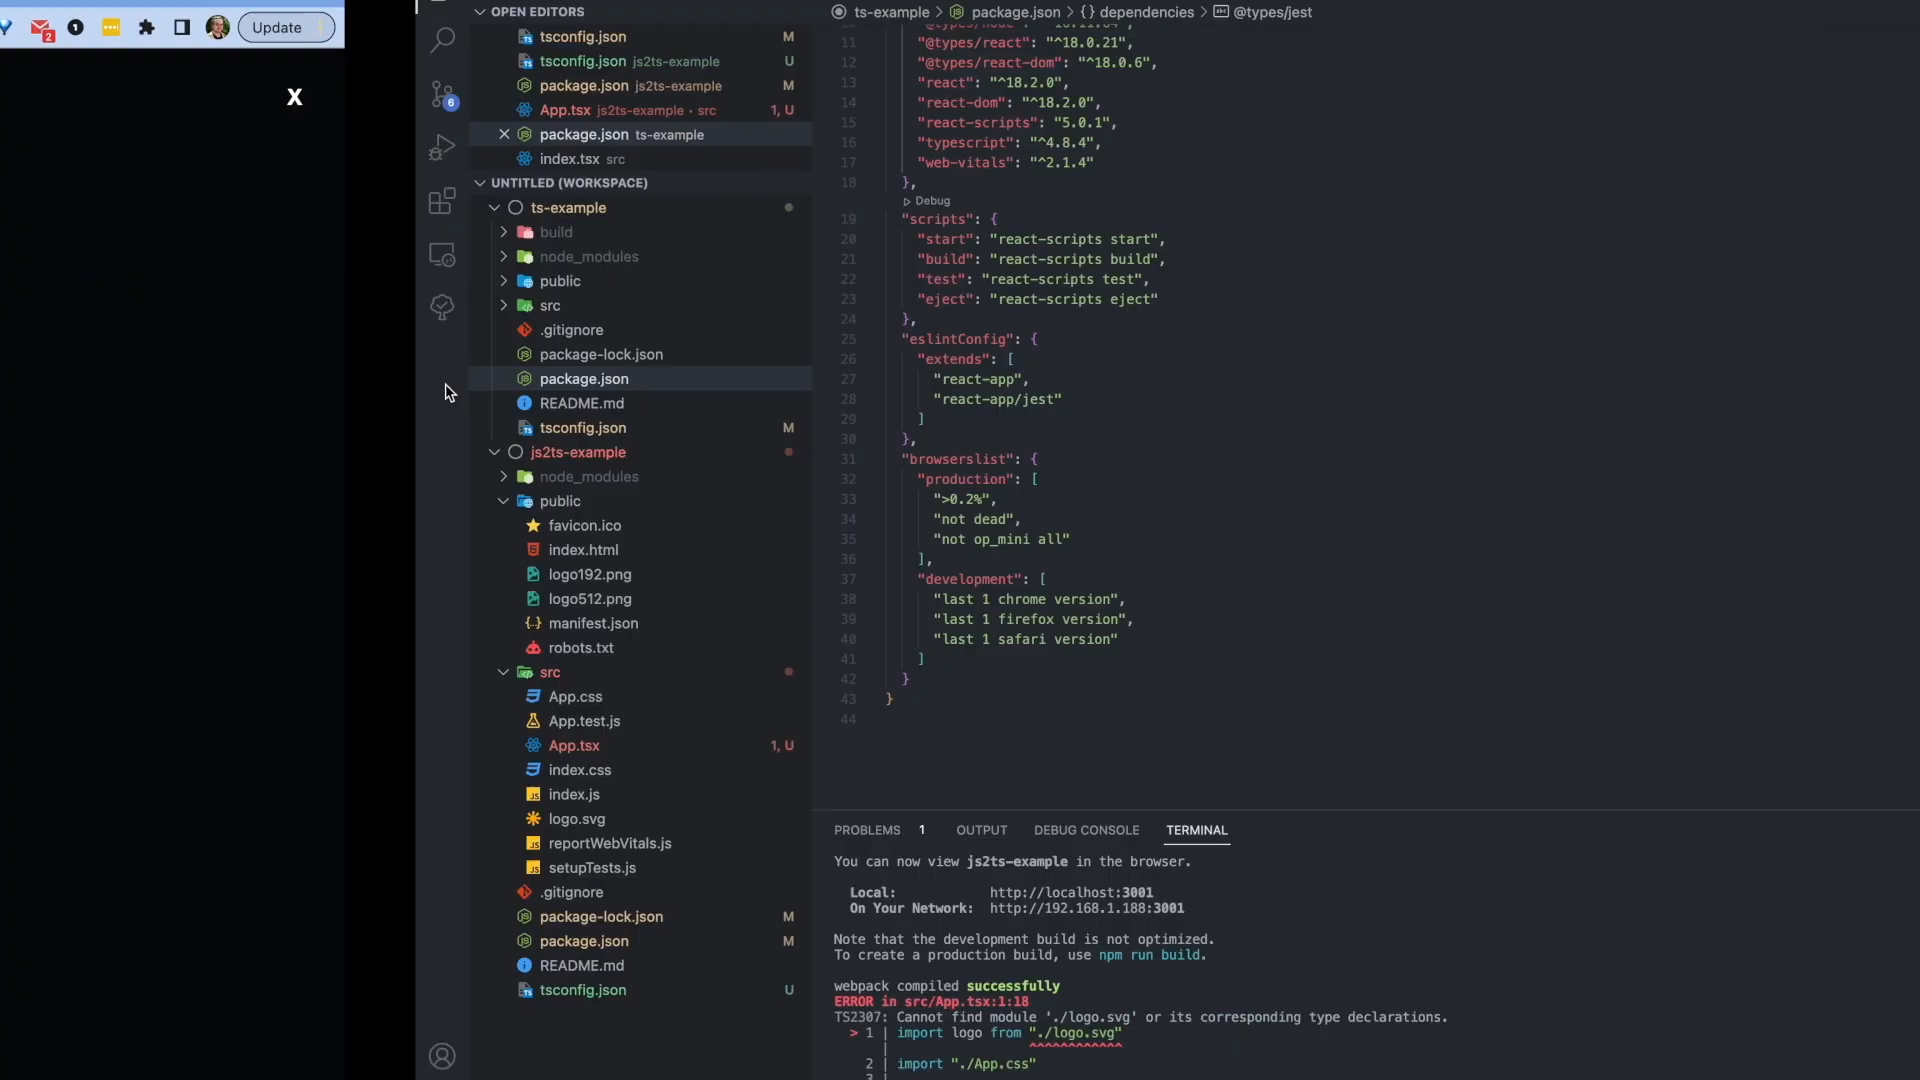 Update
2
X
6
OPEN EDITORS
tsconfig.json M
tsconfig.json js2ts-example U
package.json js2ts-example M
App.tsx js2ts-example • src 1, U
package.json ts-example
index.tsx src
UNTITLED (WORKSPACE)
ts-example
build
node_modules
public
src
.gitignore
package-lock.json
package.json
README.md
tsconfig.json M
js2ts-example
node_modules
public
favicon.ico
index.html
logo192.png
logo512.png
manifest.json
robots.txt
src
App.css
App.test.js
App.tsx 1, U
index.css
index.js
logo.svg
reportWebVitals.js
setupTests.js
.gitignore
package-lock.json M
package.json M
README.md
tsconfig.json U
ts-example > package.json > {} dependencies > @types/jest
11 "@types/react": "^18.0.21",
12 "@types/react-dom": "^18.0.6",
13 "react": "^18.2.0",
14 "react-dom": "^18.2.0",
15 "react-scripts": "5.0.1",
16 "typescript": "^4.8.4",
17 "web-vitals": "^2.1.4"
18 },
Debug
19 "scripts": {
20 "start": "react-scripts start",
21 "build": "react-scripts build",
22 "test": "react-scripts test",
23 "eject": "react-scripts eject"
24 },
25 "eslintConfig": {
26 "extends": [
27 "react-app",
28 "react-app/jest"
29 ]
30 },
31 "browserslist": {
32 "production": [
33 ">0.2%",
34 "not dead",
35 "not op_mini all"
36 ],
37 "development": [
38 "last 1 chrome version",
39 "last 1 firefox version",
40 "last 1 safari version"
41 ]
42 }
43 }
44
PROBLEMS 1 OUTPUT DEBUG CONSOLE TERMINAL
You can now view js2ts-example in the browser.
Local: http://localhost:3001
On Your Network: http://192.168.1.188:3001
Note that the development build is not optimized.
To create a production build, use npm run build.
webpack compiled successfully
ERROR in src/App.tsx:1:18
TS2307: Cannot find module './logo.svg' or its corresponding type declarations.
> 1 | import logo from "./logo.svg"
| ^^^^^^^^^^^^
2 | import "./App.css"